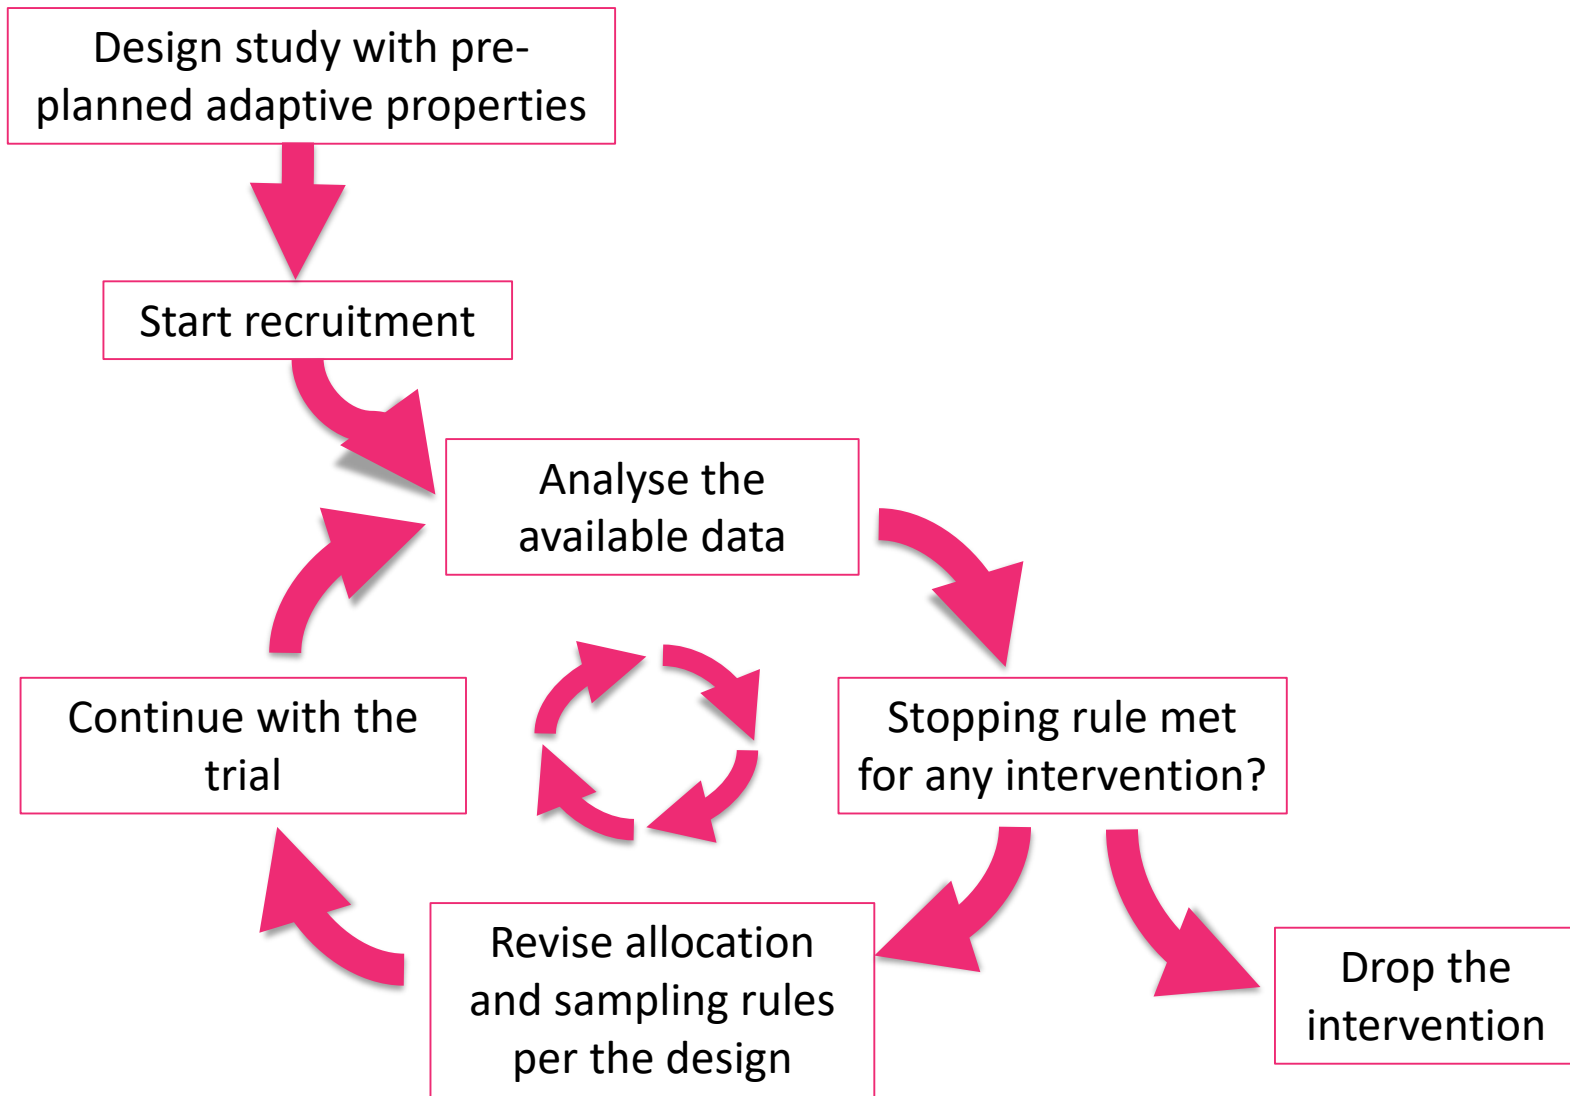 Design study with pre-
planned adaptive properties
Start recruitment
Analyse the
available data
Stopping rule met
for any intervention?
Continue with the
trial
Revise allocation
and sampling rules
per the design
Drop the
intervention